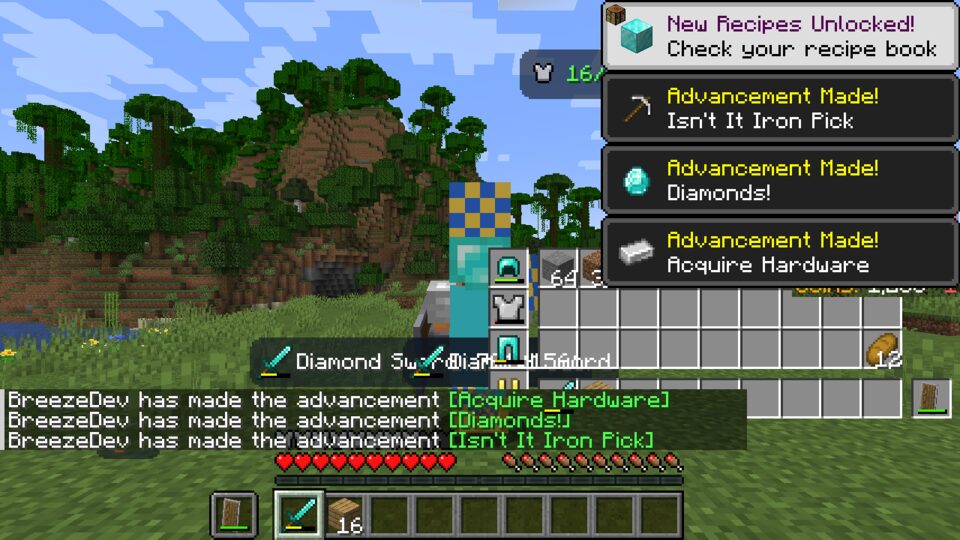 New Recipes Unlocked!
Check your recipe book
16/
Advancement Made!
Isn't It Iron Pick
Advancement Made!
Diamonds!
Advancement Made!
Acquire Hardware
64
12
Diamond
BreezeDev has made the advancement [Acquire Hardware]
BreezeDev has made the advancement [Diamonds!]
BreezeDev has made the advancement [Isn't It Iron Pick]
16